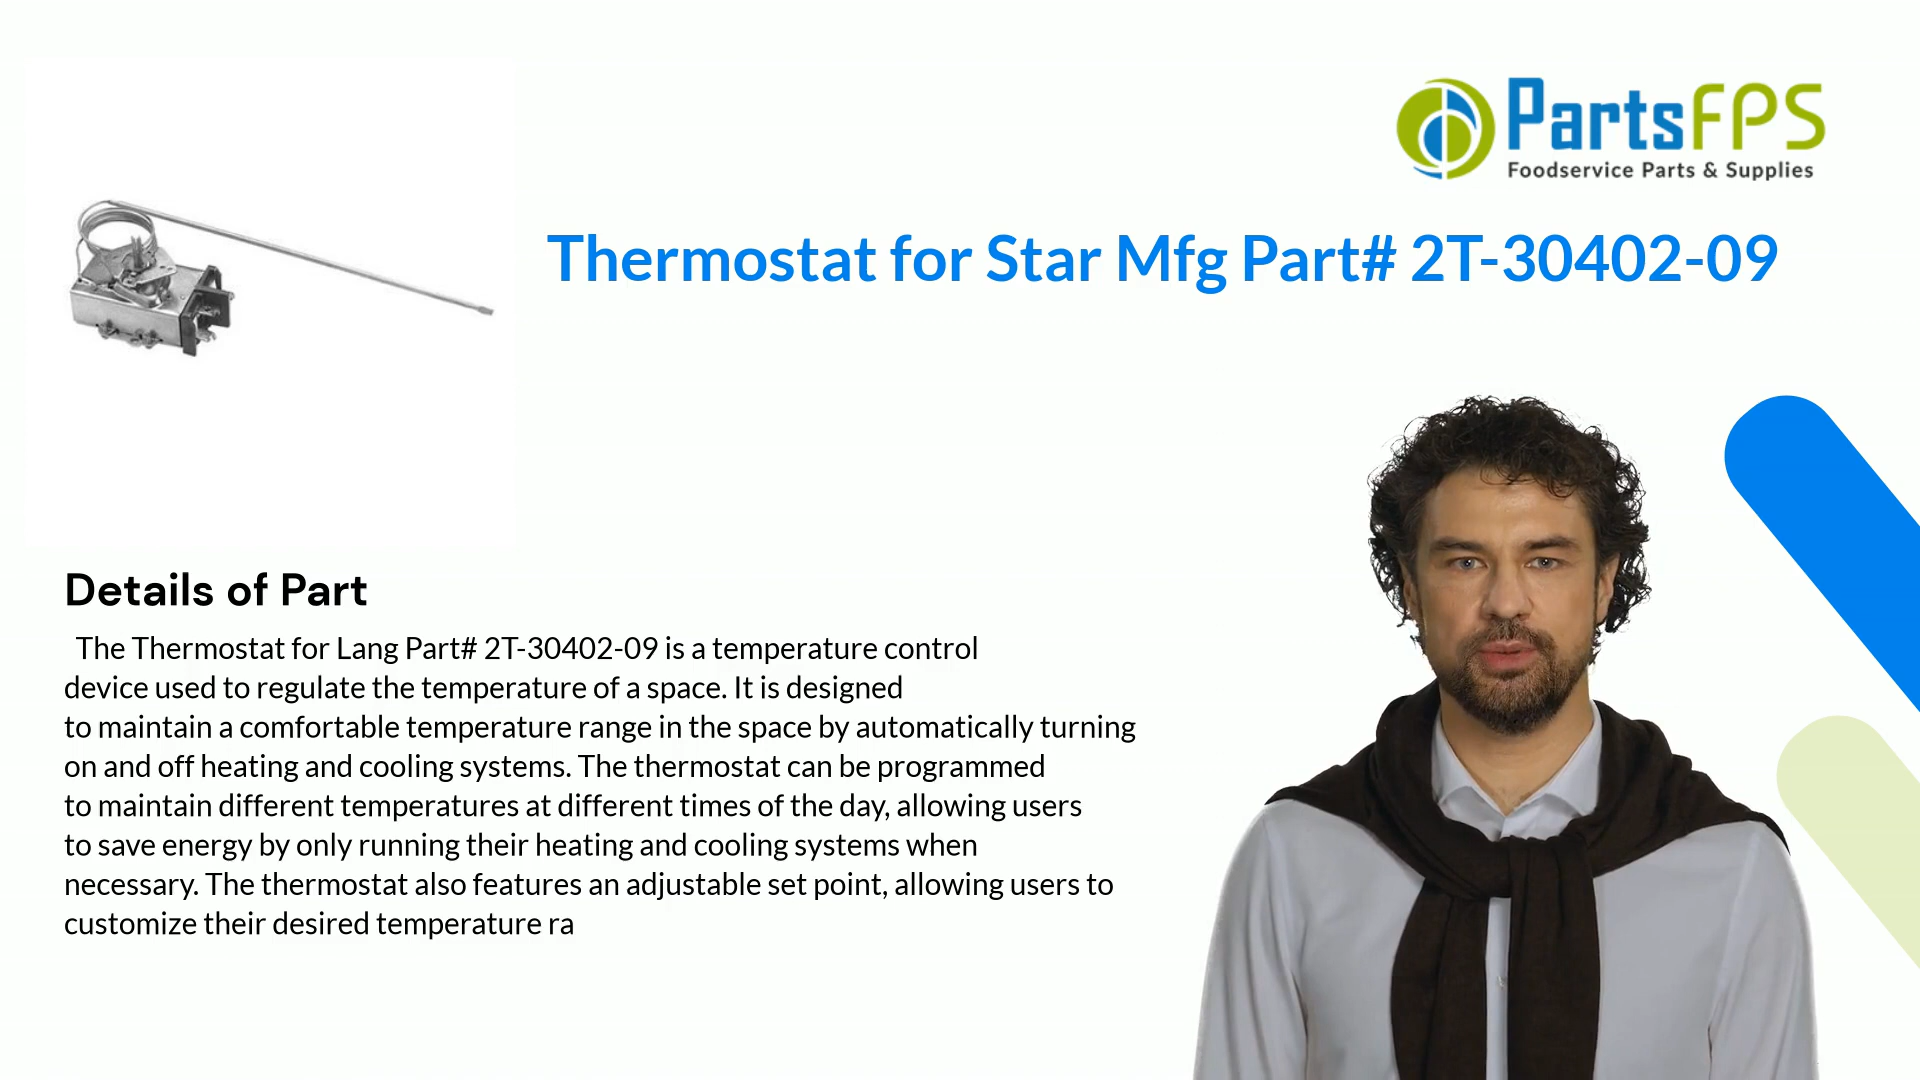 PartsFPS
Foodservice Parts & Supplies
Thermostat for Star Mfg Part# 2T-30402-09
Details of Part
The Thermostat for Lang Part# 2T-30402-09 is a temperature control
device used to regulate the temperature of a space. It is designed
to maintain a comfortable temperature range in the space by automatically turning
on and off heating and cooling systems. The thermostat can be programmed
to maintain different temperatures at different times of the day, allowing users
to save energy by only running their heating and cooling systems when
necessary. The thermostat also features an adjustable set point, allowing users to
customize their desired temperature ra